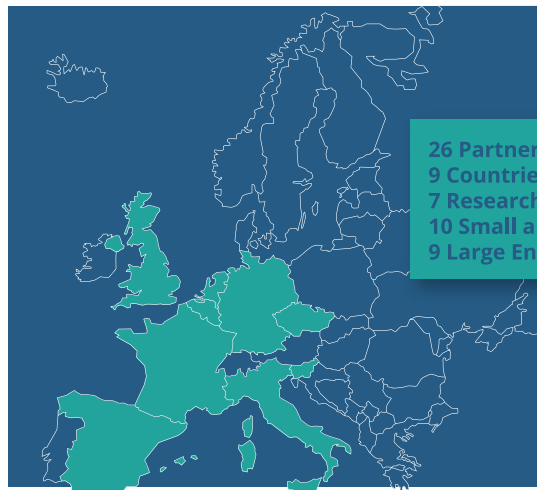 26 Partner
9 Countrie
7 Research
10 Small a
9 Large En